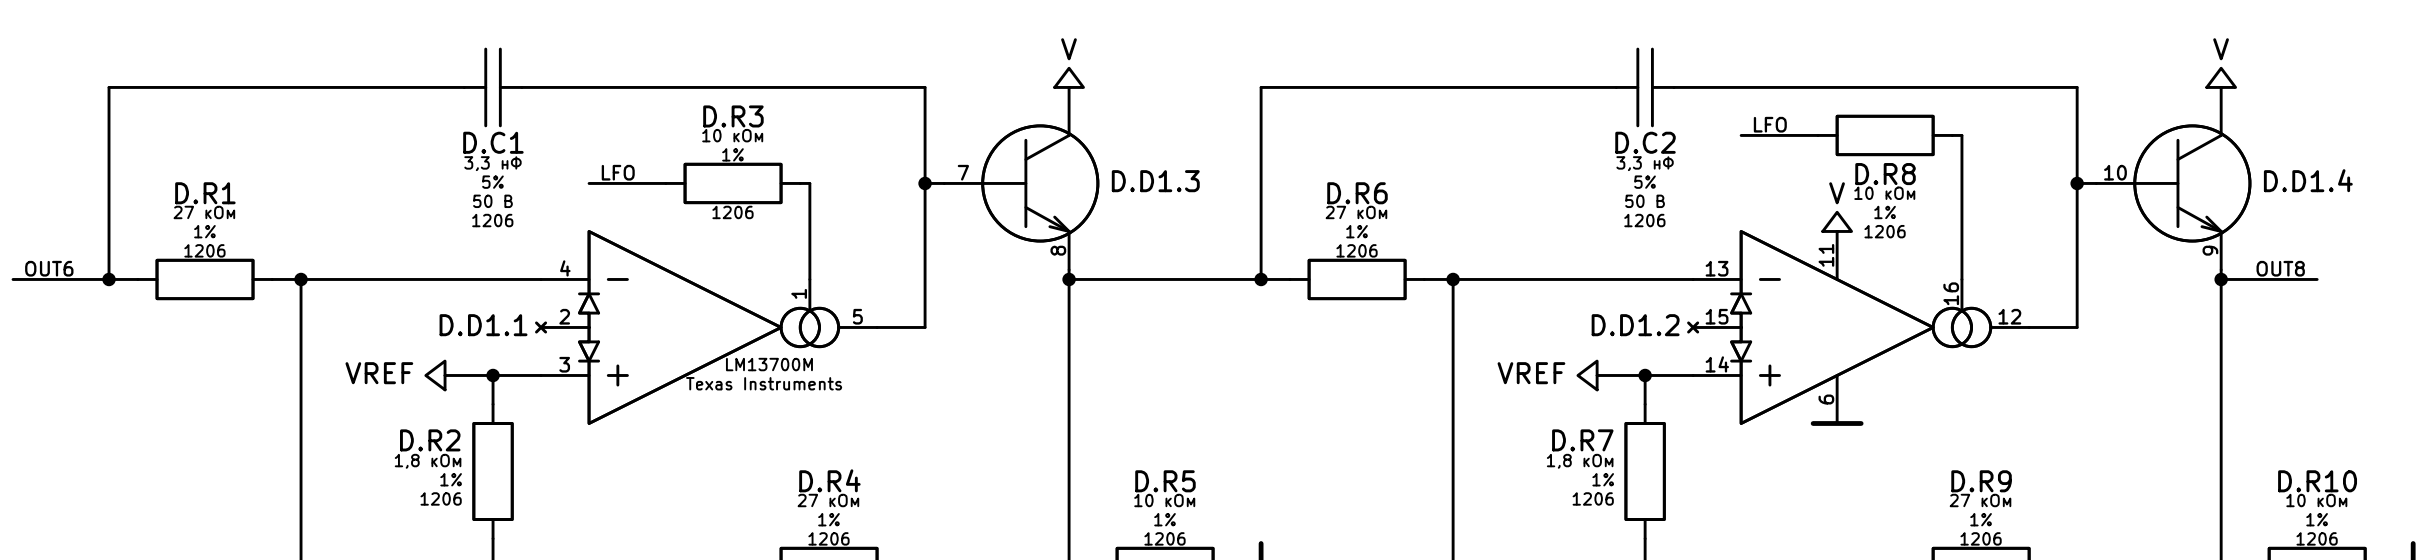 V
V
D.R3
10 кОм
1%
1206
LFO
D.C1
3,3 нФ
5%
50 В
1206
7
D.D1.3
8
D.R1
27 кОм
1%
1206
OUT6
4
2
3
1
5
D.D1.1
LM13700M
Texas Instruments
VREF
D.R2
1,8 кОм
1%
1206
D.R4
27 кОм
1%
1206
D.R5
10 кОм
1%
1206
LFO
D.C2
3,3 нФ
5%
50 В
1206
D.R8
10 кОм
1%
1206
V
11
10
D.D1.4
9
D.R6
27 кОм
1%
1206
13
15
14
16
12
6
OUT8
D.D1.2
VREF
D.R7
1,8 кОм
1%
1206
D.R9
27 кОм
1%
1206
D.R10
10 кОм
1%
1206